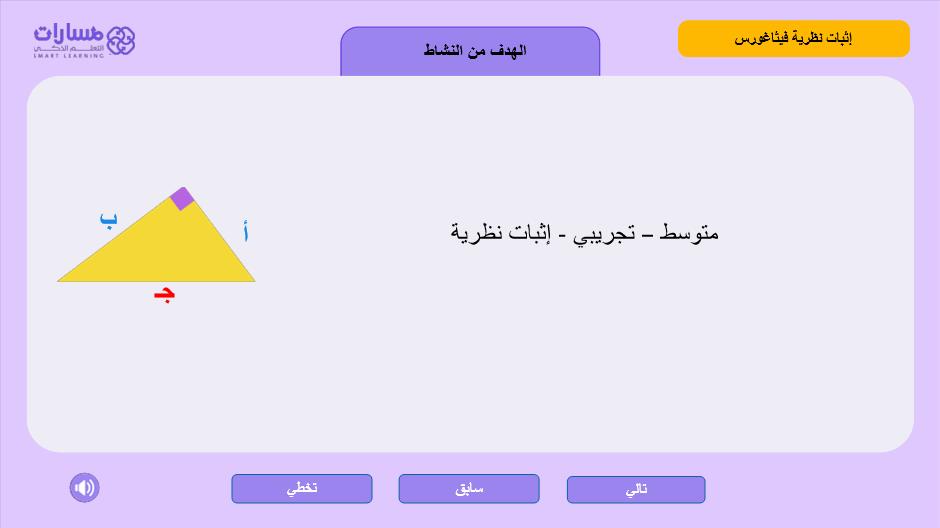 إثبات نظرية فيثاغورس
الهدف من النشاط
مسارات
التعلم الذكي
SMART LEARNING
متوسط – تجريبي - إثبات نظرية
أ
ب
جـ
تالي
سابق
تخطي